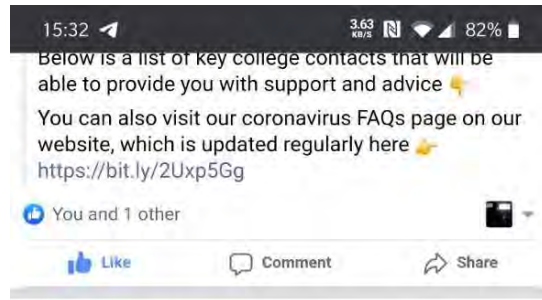 15:32 3.63 KB/S 82%
Below is a list of key college contacts that will be
able to provide you with support and advice 👇
You can also visit our coronavirus FAQs page on our
website, which is updated regularly here 👉
https://bit.ly/2Uxp5Gg
You and 1 other
Like Comment Share